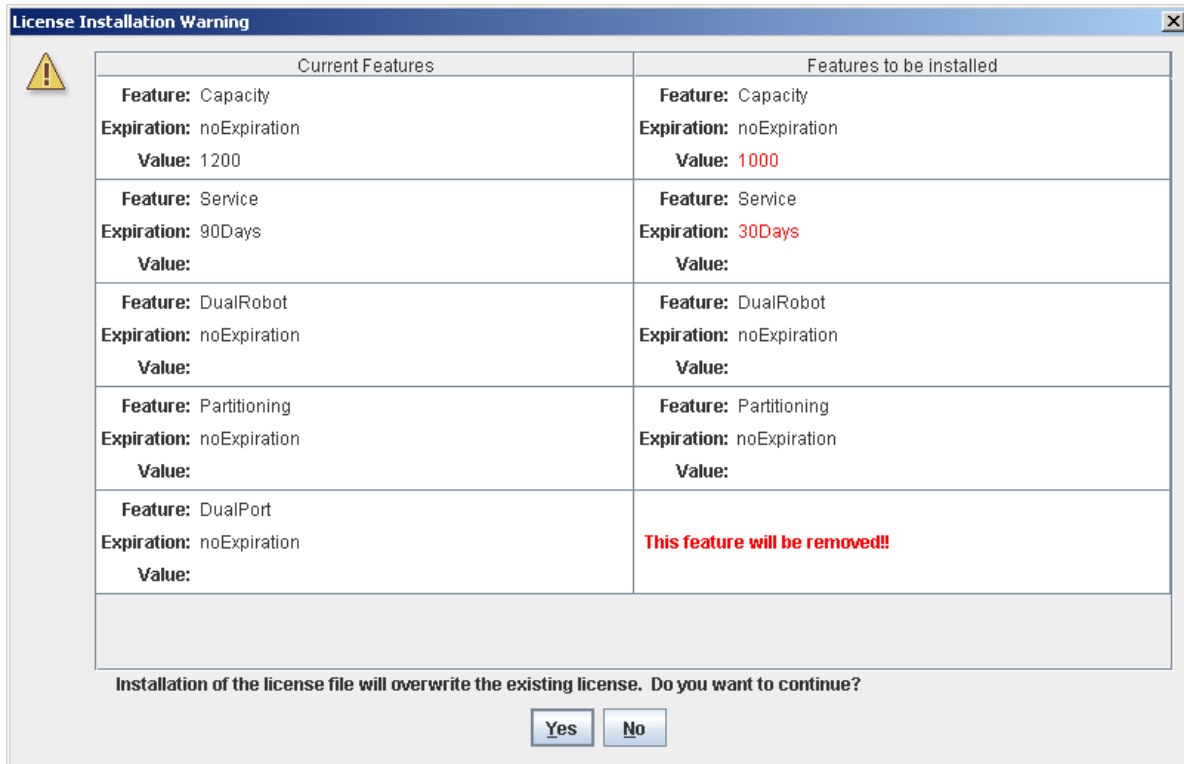 License Installation Warning
Current Features Features to be installed
Feature: Capacity Feature: Capacity
Expiration: noExpiration Expiration: noExpiration
Value: 1200 Value: 1000
Feature: Service Feature: Service
Expiration: 90Days Expiration: 30Days
Value: Value:
Feature: DualRobot Feature: DualRobot
Expiration: noExpiration Expiration: noExpiration
Value: Value:
Feature: Partitioning Feature: Partitioning
Expiration: noExpiration Expiration: noExpiration
Value: Value:
Feature: DualPort
Expiration: noExpiration This feature will be removed!!
Value:
Installation of the license file will overwrite the existing license. Do you want to continue?
Yes No